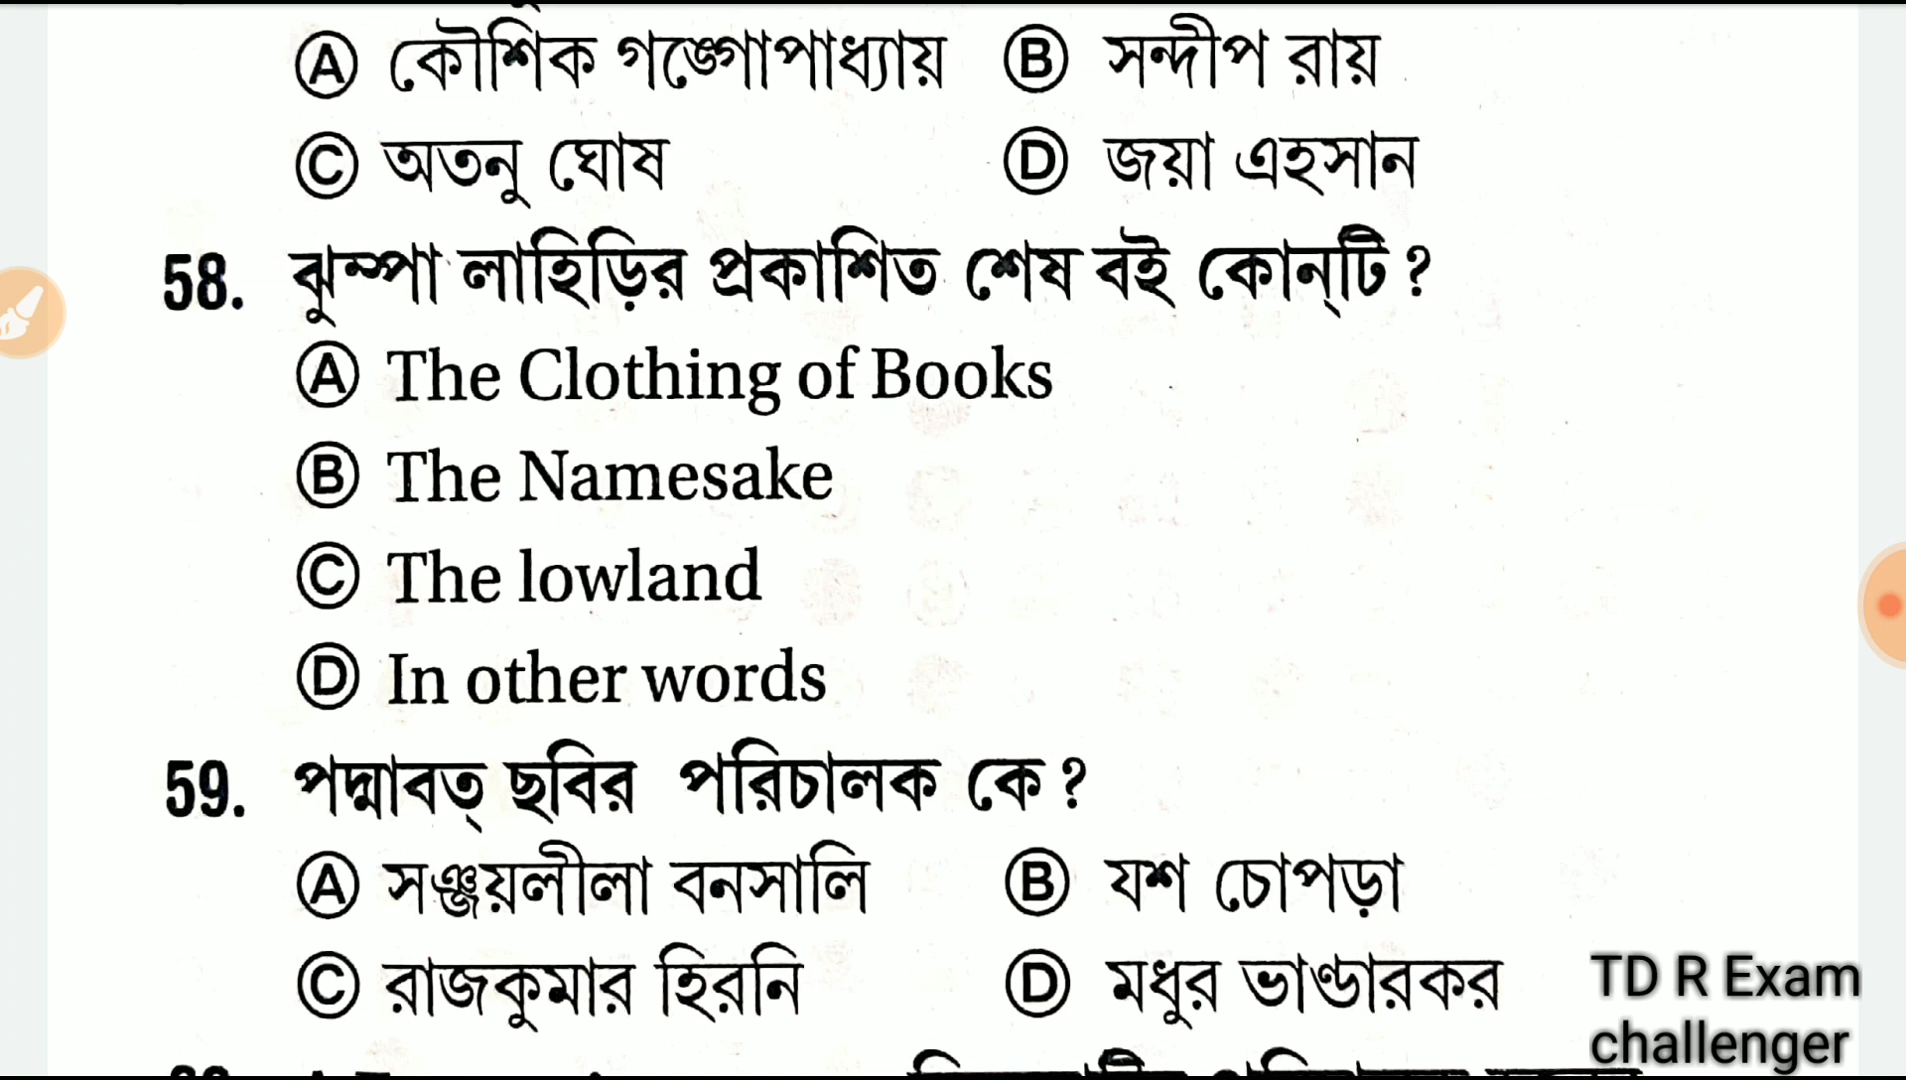 Ⓐ কৌশিক গঙ্গোপাধ্যায় Ⓑ সন্দীপ রায়
Ⓒ অতনু ঘোষ Ⓓ জয়া এহসান
58. ঝুম্পা লাহিড়ির প্রকাশিত শেষ বই কোন্‌টি ?
Ⓐ The Clothing of Books
Ⓑ The Namesake
Ⓒ The lowland
Ⓓ In other words
59. পদ্মাবত্ ছবির পরিচালক কে ?
Ⓐ সঞ্জয়লীলা বনসালি Ⓑ যশ চোপড়া
Ⓒ রাজকুমার হিরনি Ⓓ মধুর ভাণ্ডারকর
TD R Exam
challenger